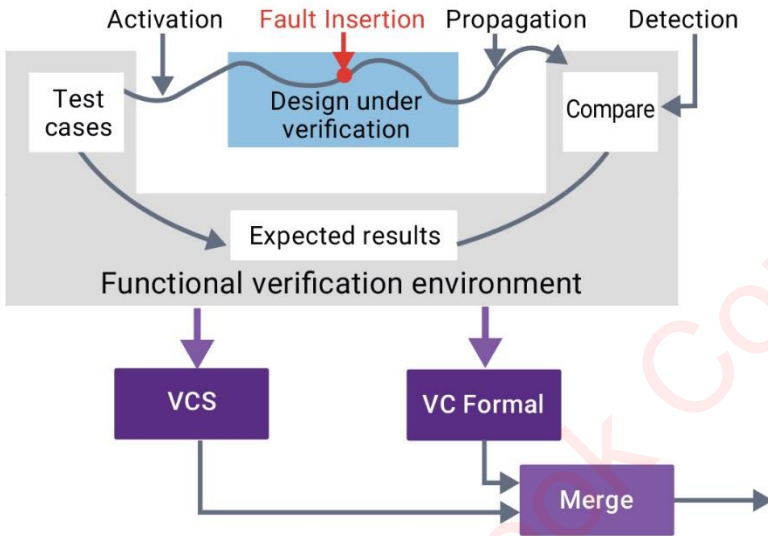 Activation Fault Insertion Propagation Detection
Test
cases
Design under
verification
Compare
Expected results
Functional verification environment
VCS
VC Formal
Merge